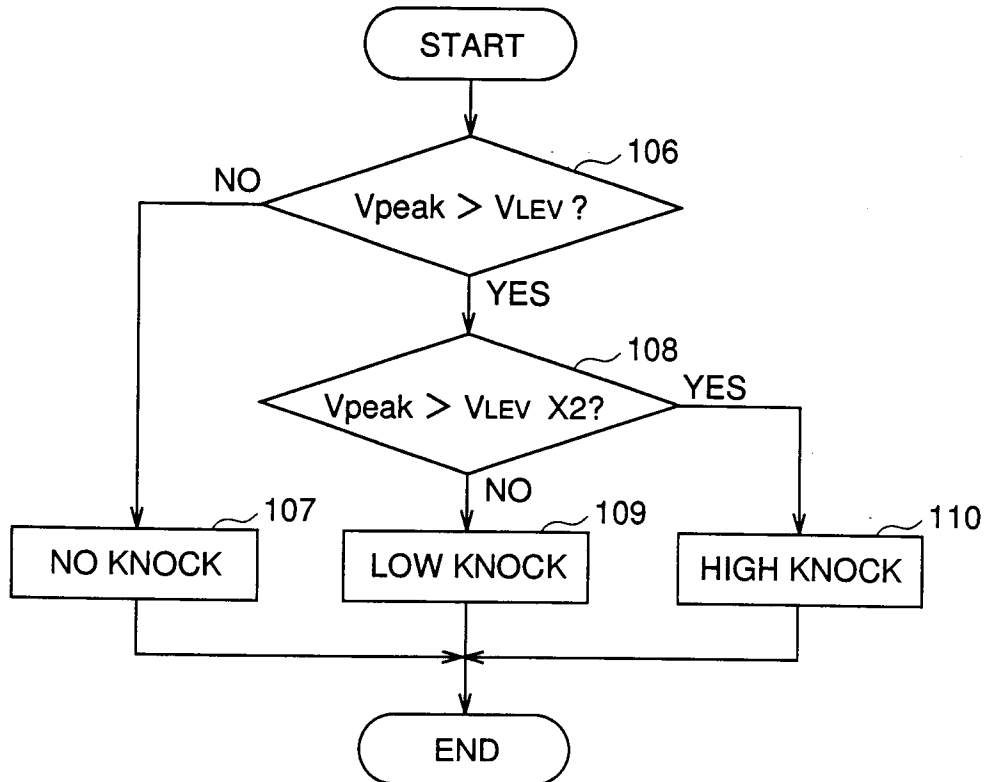 START
106
NO
Vpeak > VLEV ?
YES
108
YES
Vpeak > VLEV X2?
NO
107
109
110
NO KNOCK
LOW KNOCK
HIGH KNOCK
END